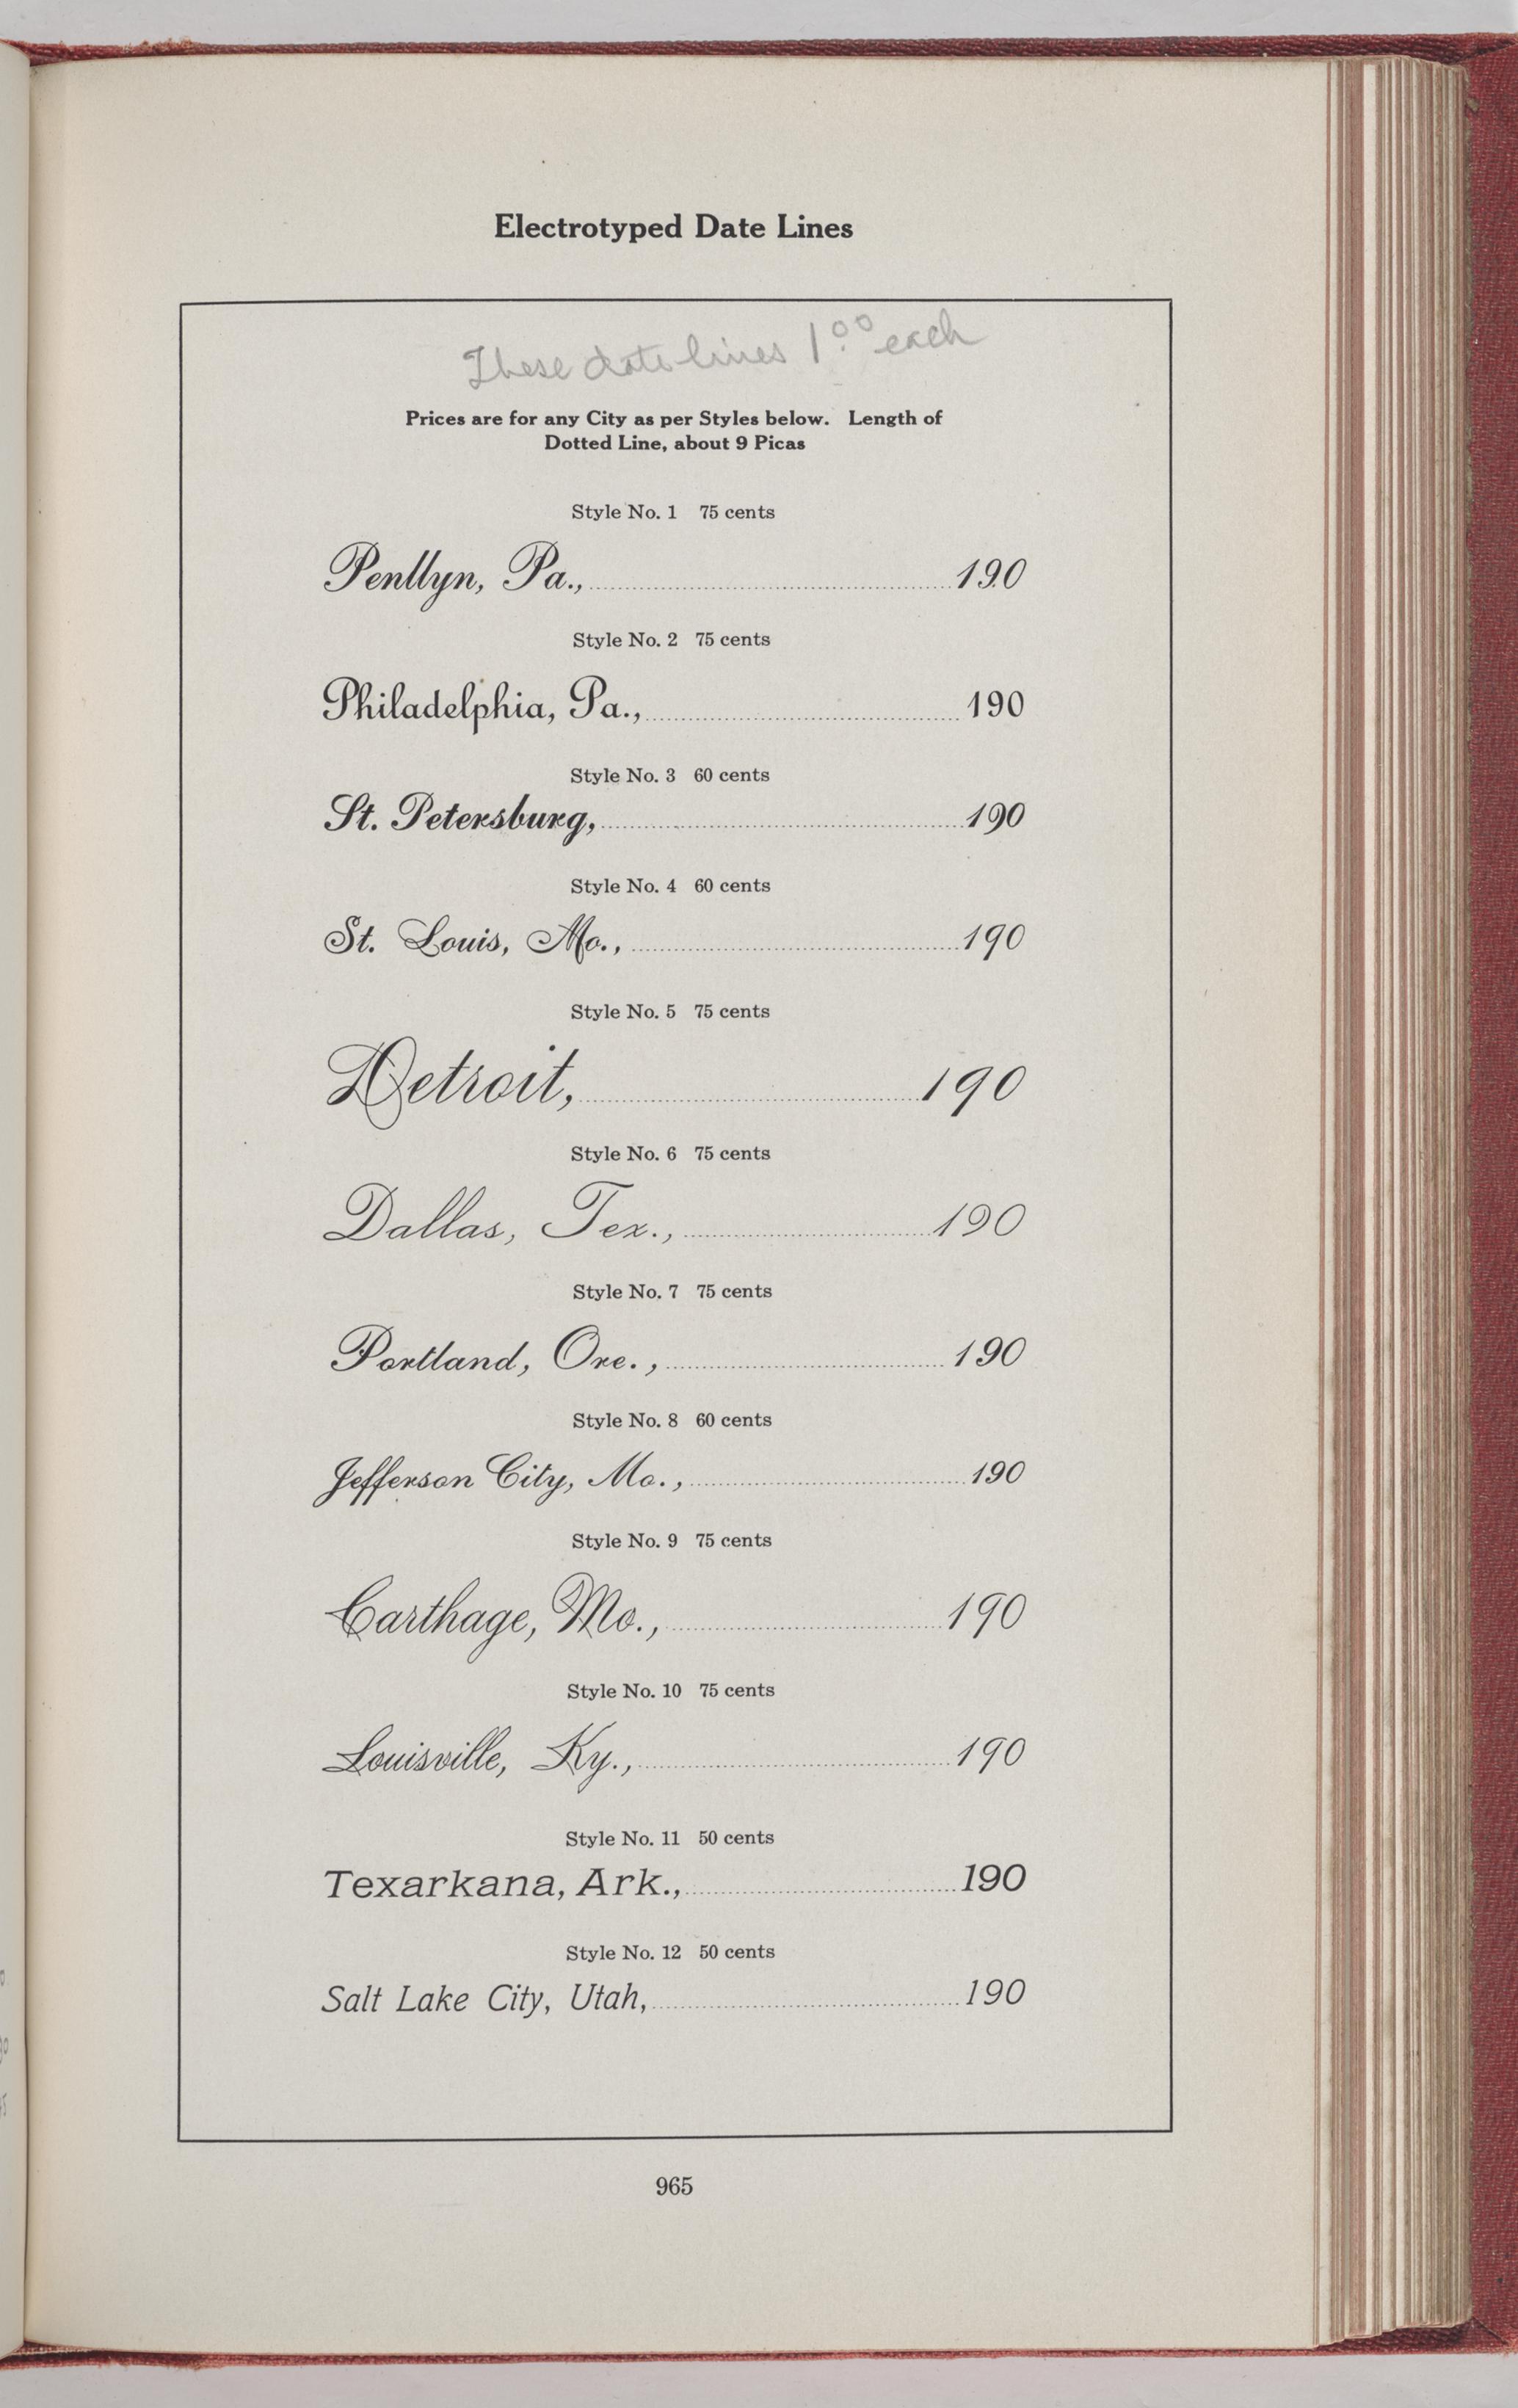 Electrotyped Date Lines
These date lines 1.00 each
Prices are for any City as per Styles below. Length of
Dotted Line, about 9 Picas
Style No. 1 75 cents
Penllyn, Pa., 190
Style No. 2 75 cents
Philadelphia, Pa., 190
Style No. 3 60 cents
St. Petersburg, 190
Style No. 4 60 cents
St. Louis, Mo., 190
Style No. 5 75 cents
Detroit, 190
Style No. 6 75 cents
Dallas, Tex., 190
Style No. 7 75 cents
Portland, Ore., 190
Style No. 8 60 cents
Jefferson City, Mo., 190
Style No. 9 75 cents
Carthage, Mo., 190
Style No. 10 75 cents
Louisville, Ky., 190
Style No. 11 50 cents
Texarkana, Ark., 190
Style No. 12 50 cents
Salt Lake City, Utah, 190
965